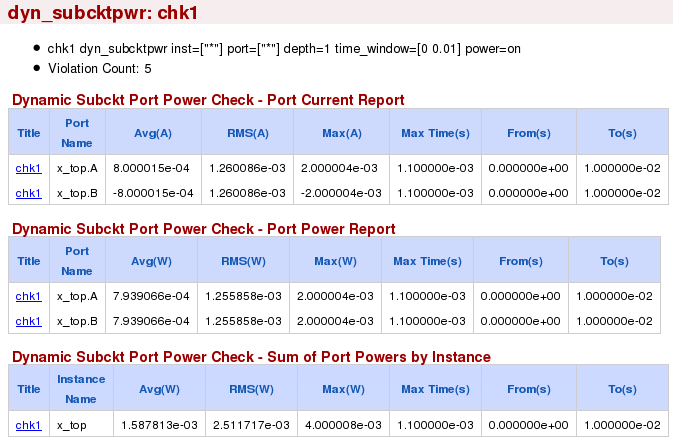 dyn_subcktpwr: chk1
chk1 dyn_subcktpwr inst=["*"] port=["*"] depth=1 time_window=[0 0.01] power=on
Violation Count: 5
Dynamic Subckt Port Power Check - Port Current Report
Title Port Name Avg(A) RMS(A) Max(A) Max Time(s) From(s) To(s)
chk1 x_top.A 8.000015e-04 1.260086e-03 2.000004e-03 1.100000e-03 0.000000e+00 1.000000e-02
chk1 x_top.B -8.000015e-04 1.260086e-03 -2.000004e-03 1.100000e-03 0.000000e+00 1.000000e-02
Dynamic Subckt Port Power Check - Port Power Report
Title Port Name Avg(W) RMS(W) Max(W) Max Time(s) From(s) To(s)
chk1 x_top.A 7.939066e-04 1.255858e-03 2.000004e-03 1.100000e-03 0.000000e+00 1.000000e-02
chk1 x_top.B 7.939066e-04 1.255858e-03 2.000004e-03 1.100000e-03 0.000000e+00 1.000000e-02
Dynamic Subckt Port Power Check - Sum of Port Powers by Instance
Title Instance Name Avg(W) RMS(W) Max(W) Max Time(s) From(s) To(s)
chk1 x_top 1.587813e-03 2.511717e-03 4.000008e-03 1.100000e-03 0.000000e+00 1.000000e-02